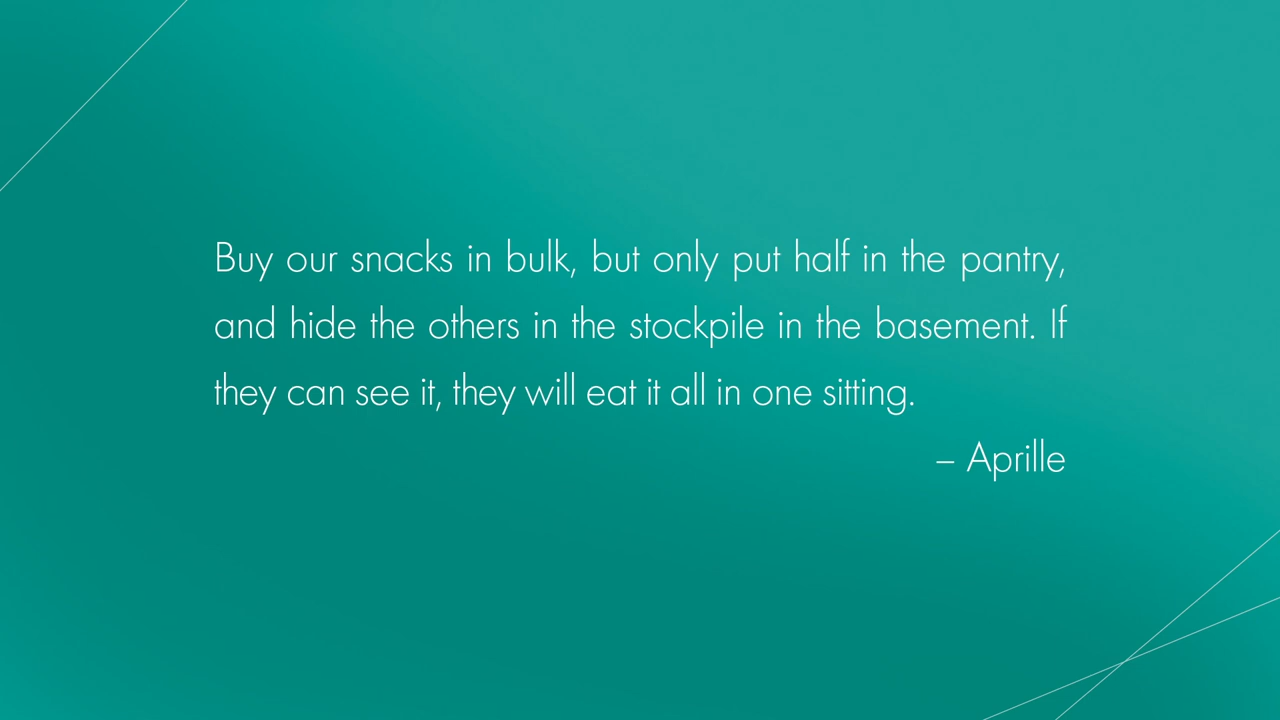 Buy our snacks in bulk, but only put half in the pantry,
and hide the others in the stockpile in the basement. If
they can see it, they will eat it all in one sitting.
– Aprille